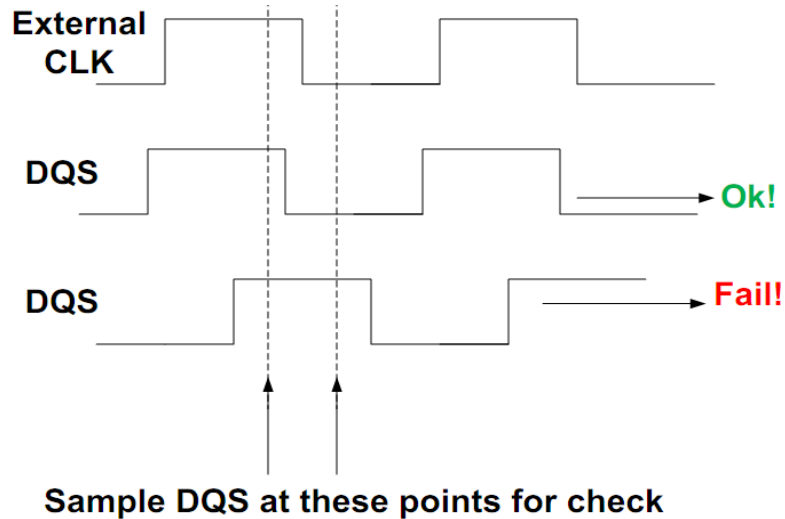 External
CLK
DQS
Ok!
DQS
Fail!
Sample DQS at these points for check